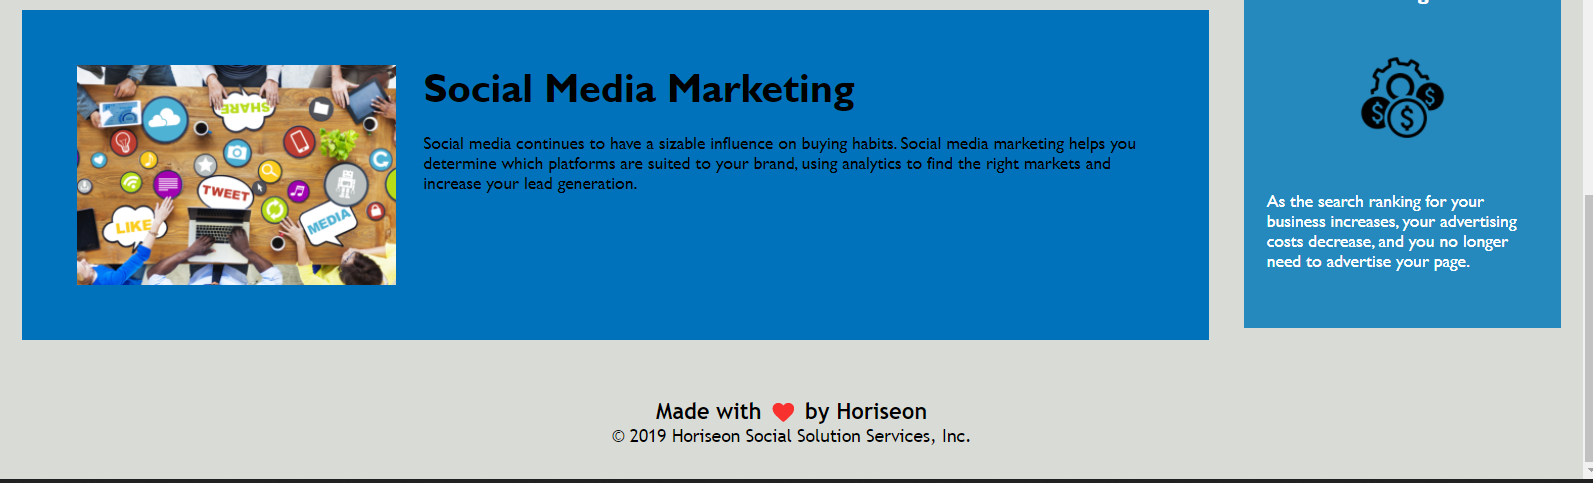 Social Media Marketing
Social media continues to have a sizable influence on buying habits. Social media marketing helps you
determine which platforms are suited to your brand, using analytics to find the right markets and
increase your lead generation.
SHARE
TWEET
LIKE
MEDIA
As the search ranking for your
business increases, your advertising
costs decrease, and you no longer
need to advertise your page.
Made with ❤ by Horiseon
© 2019 Horiseon Social Solution Services, Inc.